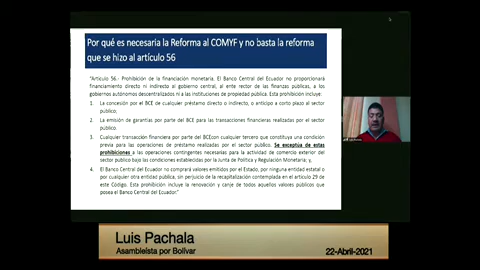 Por qué es necesaria la Reforma al COMYF y no basta la reforma
que se hizo al artículo 56
"Artículo 56.- Prohibición de la financiación monetaria. El Banco Central del Ecuador no proporcionará
financiamiento directo ni indirecto al gobierno central, al ente rector de las finanzas públicas, a los
gobiernos autónomos descentralizados ni a las instituciones de propiedad pública. Esta prohibición incluye:
1. La concesión por el BCE de cualquier préstamo directo o indirecto, o anticipo a corto plazo al sector
público;
2. La emisión de garantías por parte del BCE para las transacciones financieras realizadas por el sector
público.
3. Cualquier transacción financiera por parte del BCEcon cualquier tercero que constituya una condición
previa para las operaciones de préstamo realizadas por el sector público. Se exceptúa de estas
prohibiciones a las operaciones contingentes necesarias para la actividad de comercio exterior del
sector público bajo las condiciones establecidas por la Junta de Política y Regulación Monetaria; y,
4. El Banco Central del Ecuador no comprará valores emitidos por el Estado, por ninguna entidad estatal o
por cualquier otra entidad pública, sin perjuicio de la recapitalización contemplada en el artículo 29 de
este Código. Esta prohibición incluye la renovación y canje de todos aquellos valores públicos que
posea el Banco Central del Ecuador."
Luis Pachala
Asambleísta por Bolívar
22-Abril-2021